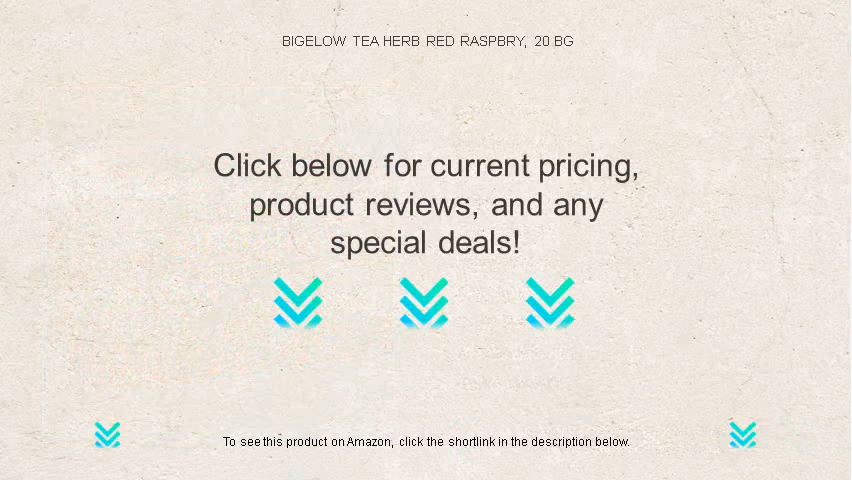 BIGELOW TEA HERB RED RASPBRY, 20 BG
Click below for current pricing,
product reviews, and any
special deals!
To see this product on Amazon, click the shortlink in the description below.